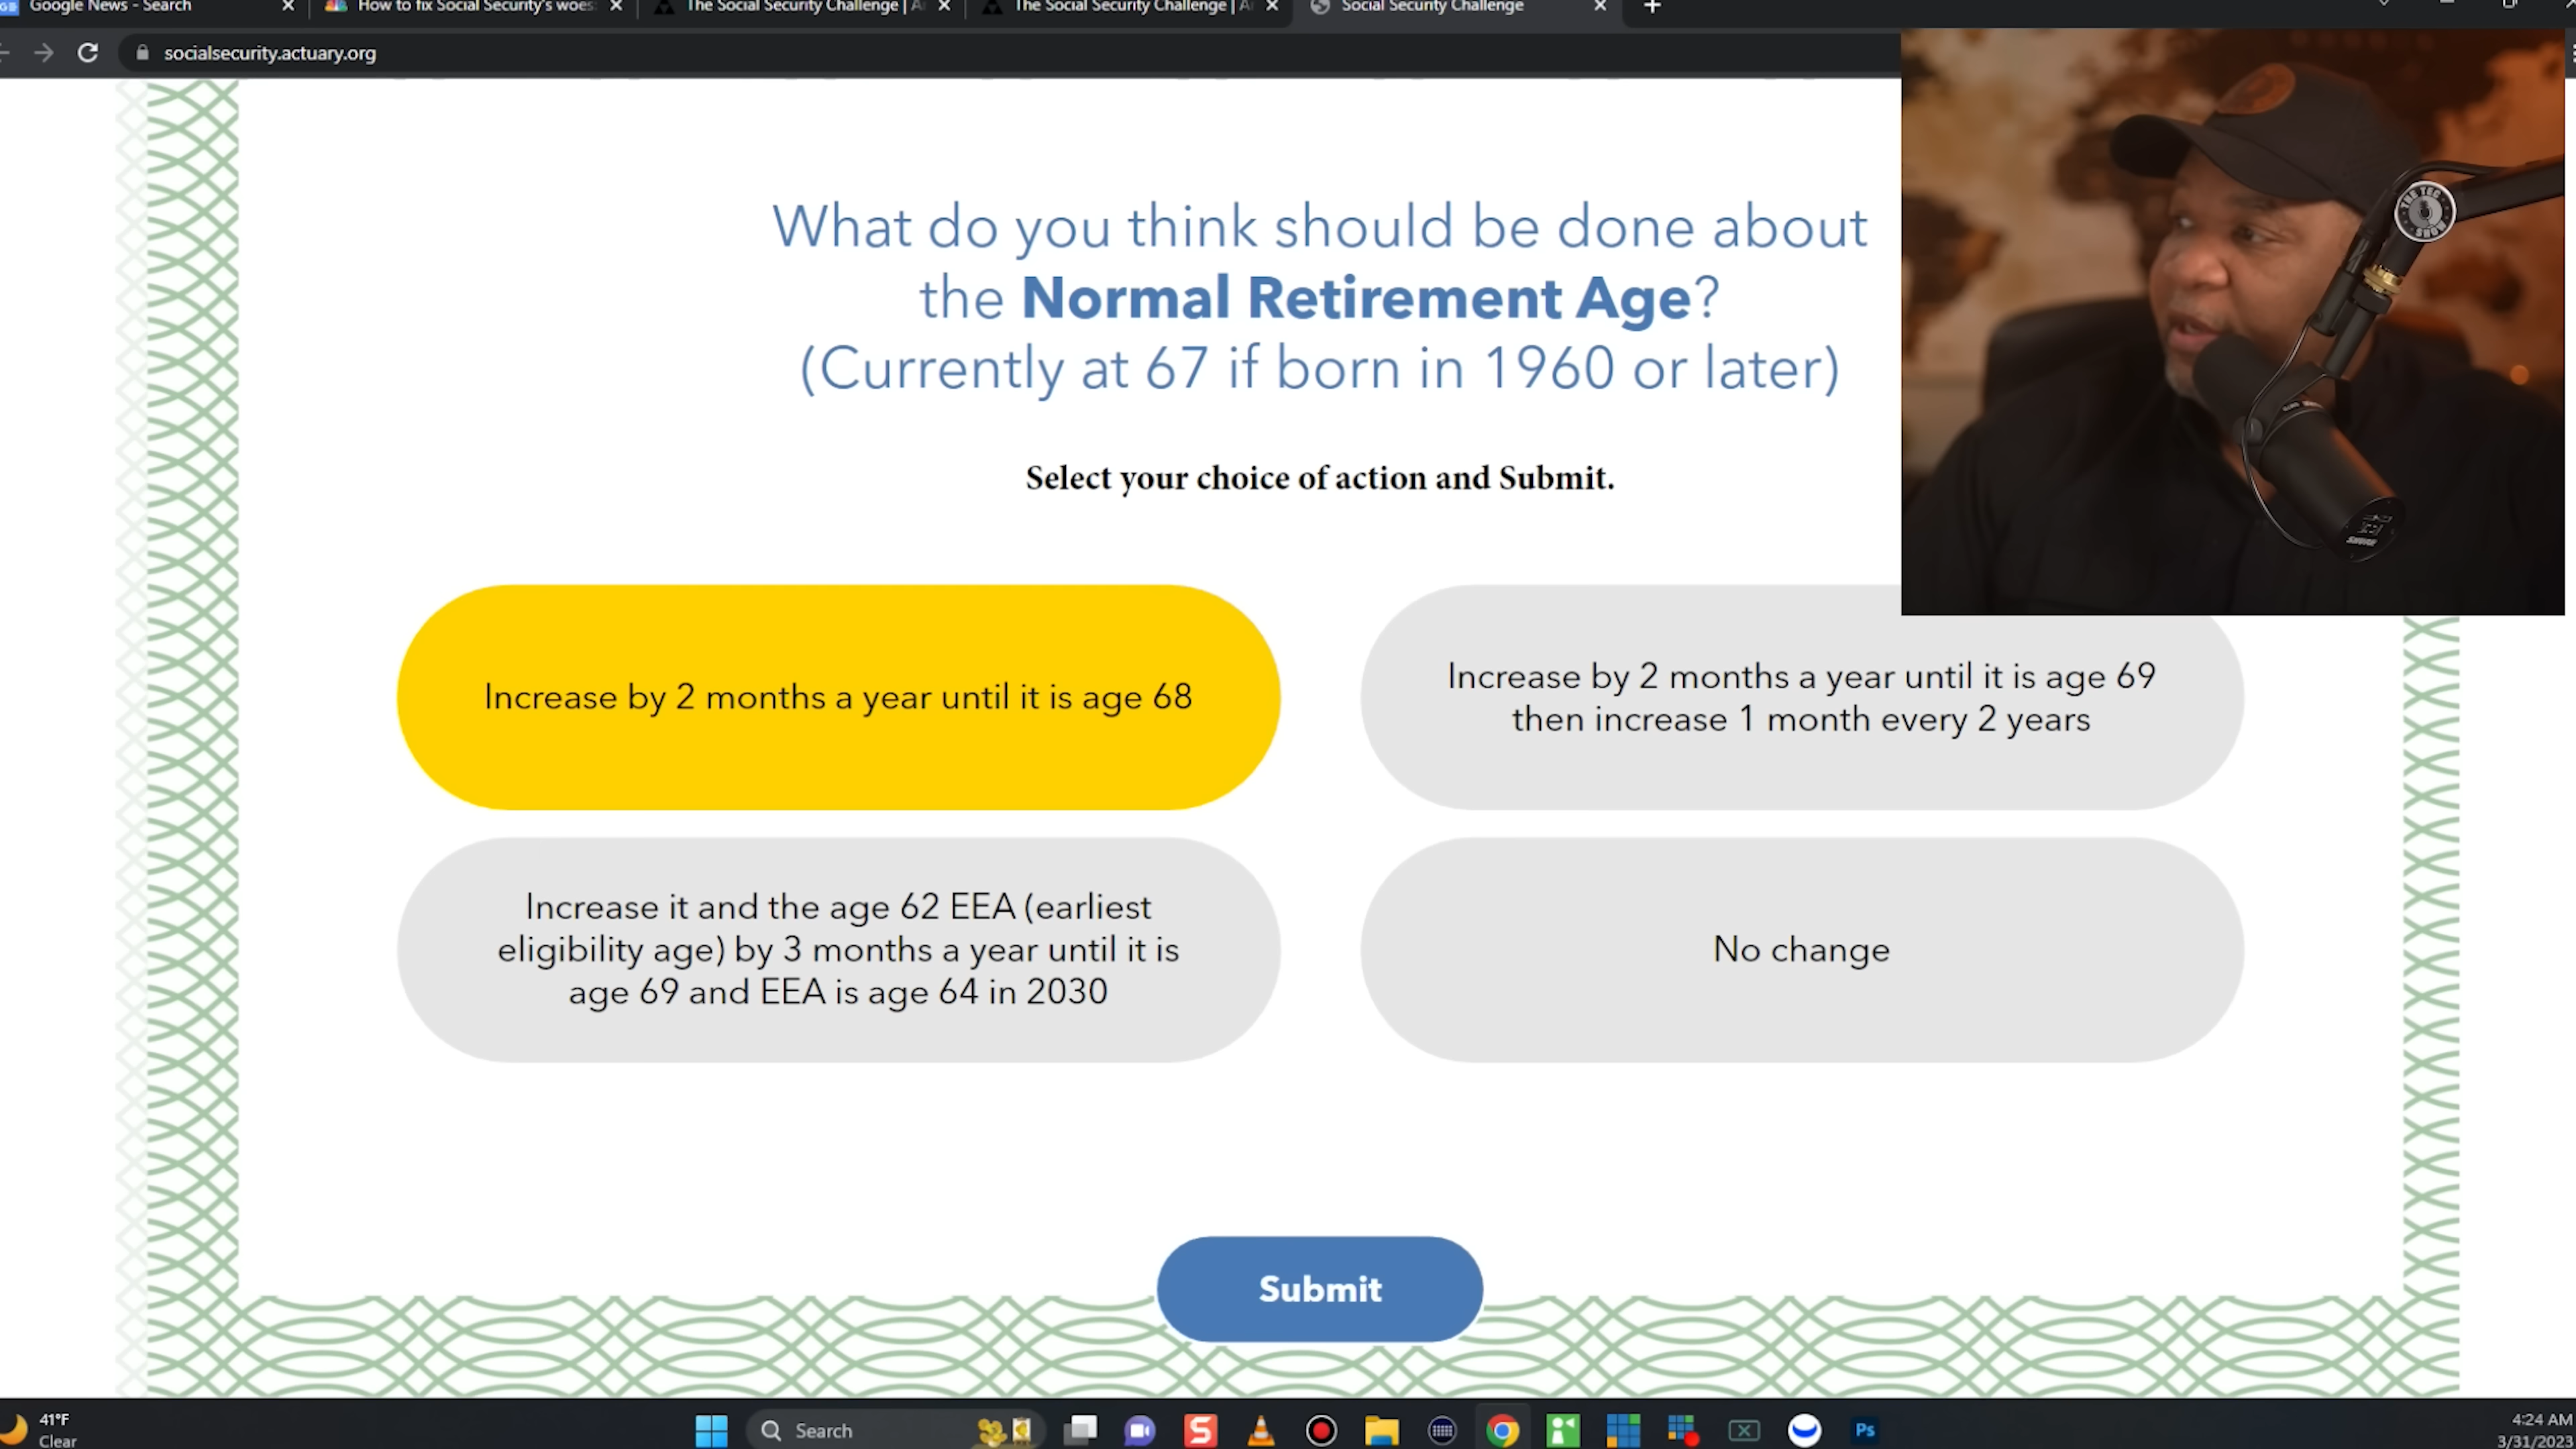 Google News - Search
How to fix Social Security's woes
The Social Security Challenge | A
The Social Security Challenge | A
Social Security Challenge
socialsecurity.actuary.org
What do you think should be done about
the Normal Retirement Age?
(Currently at 67 if born in 1960 or later)
Select your choice of action and Submit.
Increase by 2 months a year until it is age 68
Increase by 2 months a year until it is age 69
then increase 1 month every 2 years
Increase it and the age 62 EEA (earliest
eligibility age) by 3 months a year until it is
age 69 and EEA is age 64 in 2030
No change
Submit
THE TEC
SHOW
SHURE
41°F
Clear
Search
S
Ps
4:24 AM
3/31/2023